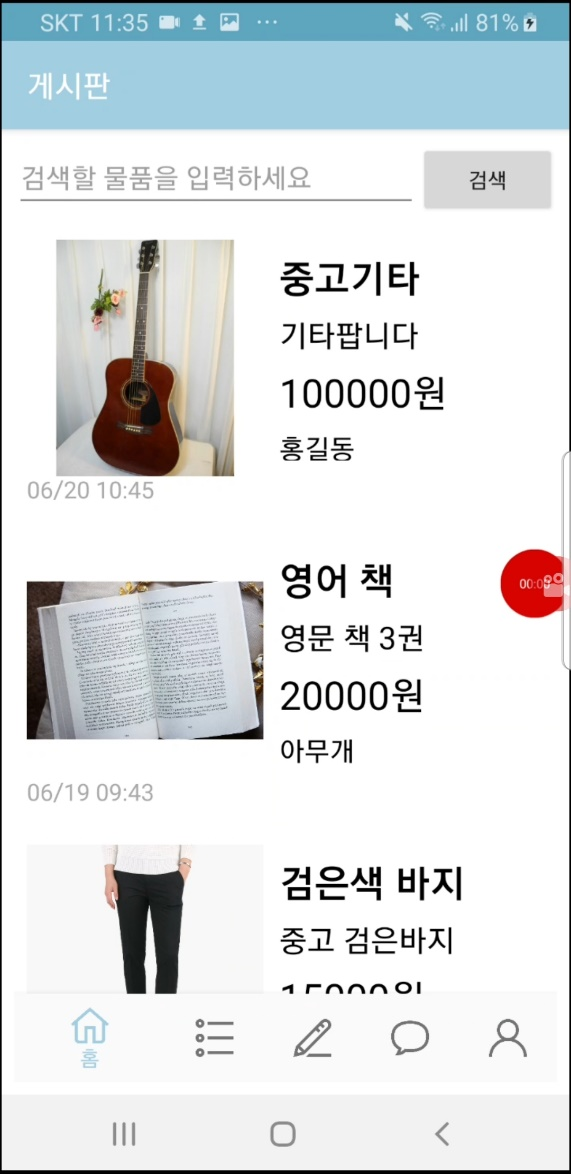 SKT 11:35 81%
게시판
검색할 물품을 입력하세요 검색
중고기타
기타팝니다
100000원
홍길동
06/20 10:45
영어 책
00:0
영문 책 3권
20000원
아무개
06/19 09:43
검은색 바지
중고 검은바지
홈